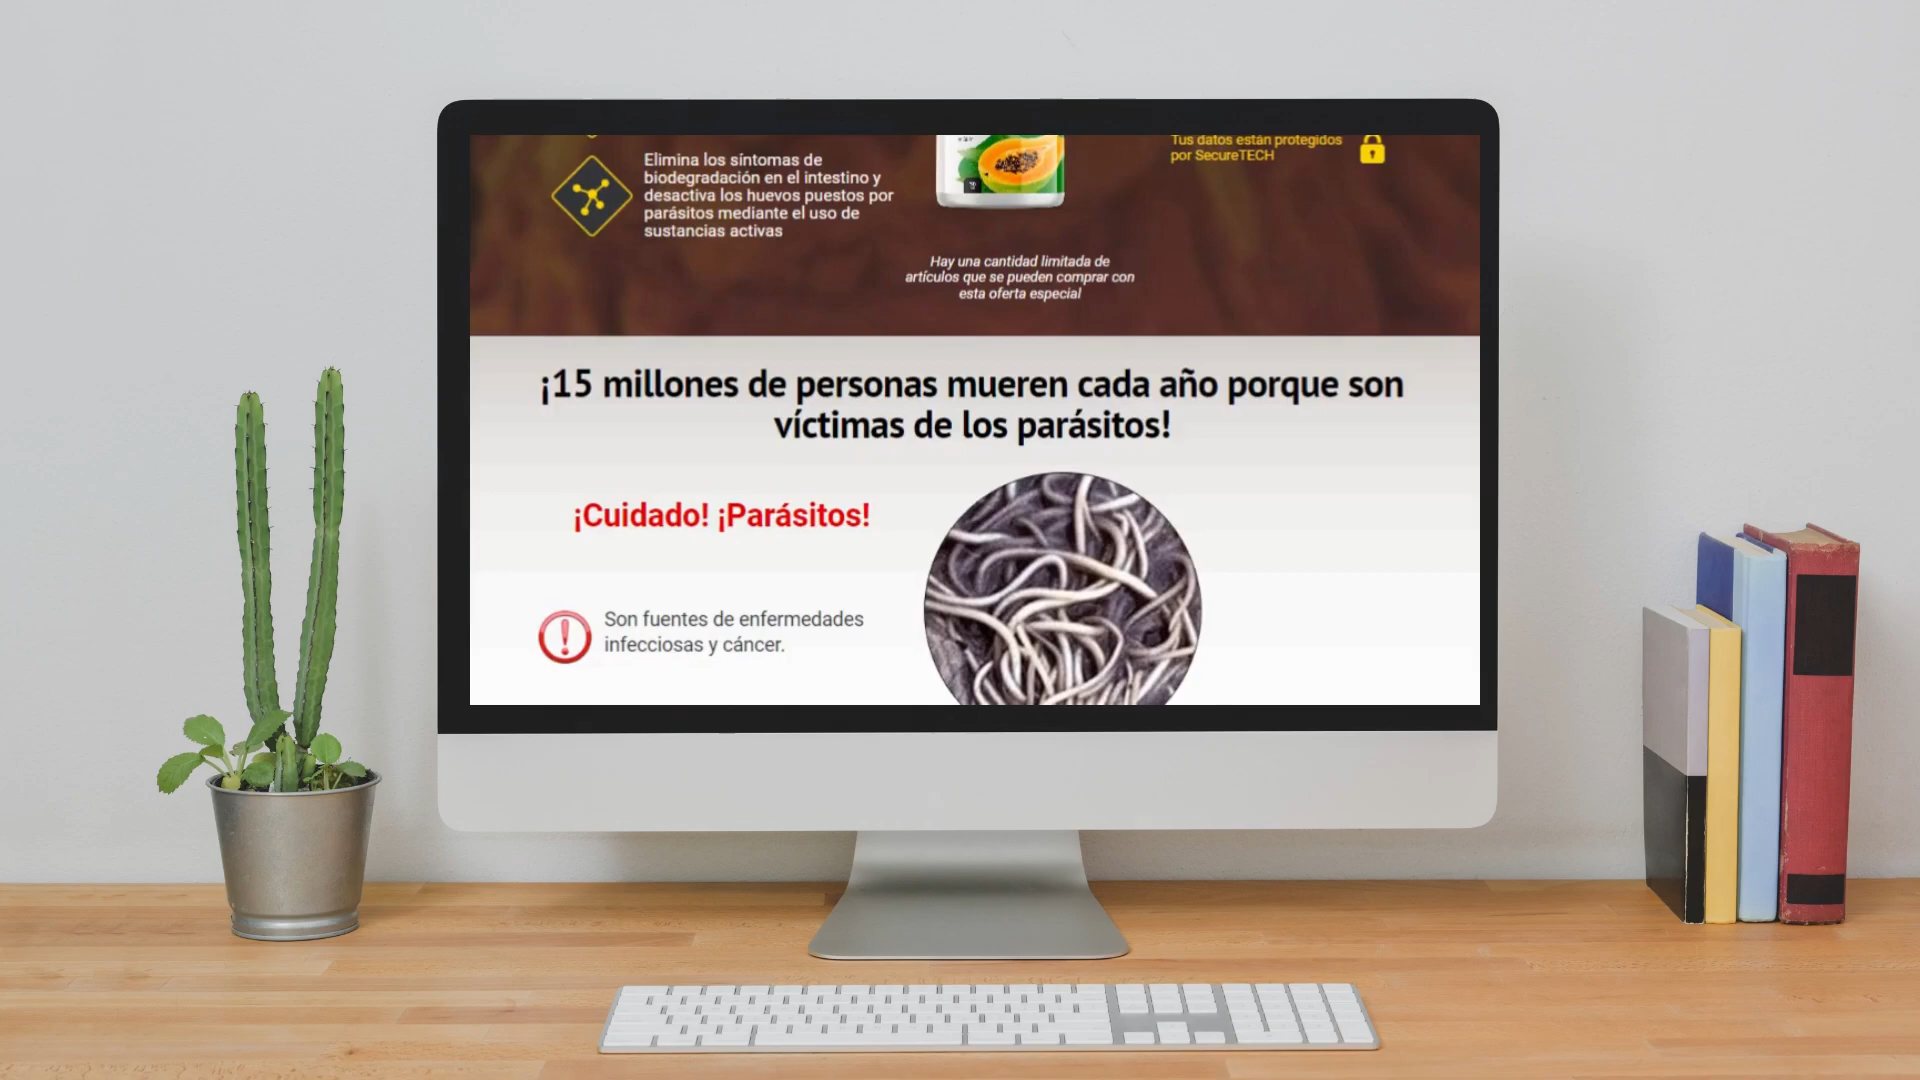 Tus datos están protegidos
por SecureTECH
Elimina los síntomas de
biodegradación en el intestino y
desactiva los huevos puestos por
parásitos mediante el uso de
sustancias activas
Hay una cantidad limitada de
artículos que se pueden comprar con
esta oferta especial
¡15 millones de personas mueren cada año porque son
víctimas de los parásitos!
¡Cuidado! ¡Parásitos!
Son fuentes de enfermedades
infecciosas y cáncer.